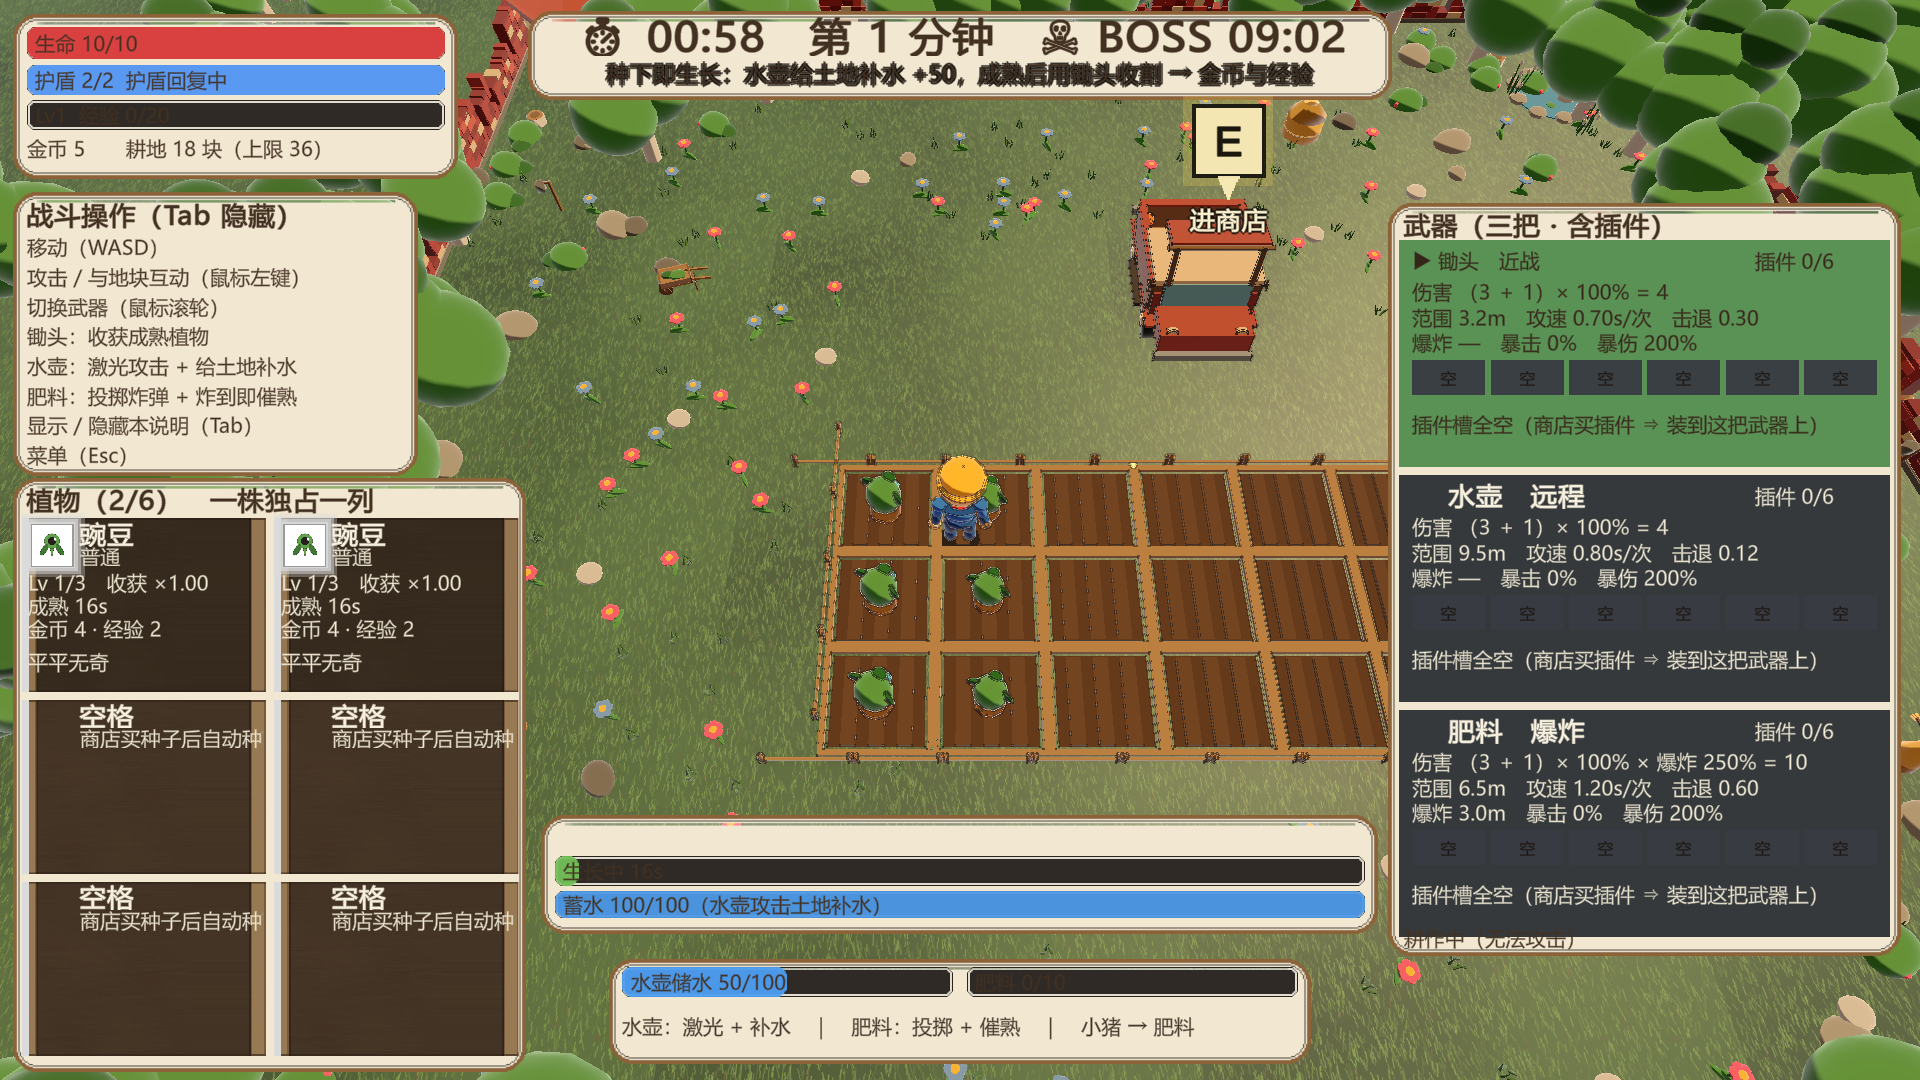 生命 10/10
护盾 2/2 护盾回复中
Lv1 经验 0/20
金币 5 耕地 18 块（上限 36）
00:58 第 1 分钟 BOSS 09:02
种下即生长：水壶给土地补水 +50，成熟后用锄头收割 → 金币与经验
E
进商店
战斗操作（Tab 隐藏）
移动（WASD）
攻击 / 与地块互动（鼠标左键）
切换武器（鼠标滚轮）
锄头：收获成熟植物
水壶：激光攻击 + 给土地补水
肥料：投掷炸弹 + 炸到即催熟
显示 / 隐藏本说明（Tab）
菜单（Esc）
植物（2/6） 一株独占一列
豌豆
普通
Lv 1/3 收获 ×1.00
成熟 16s
金币 4 · 经验 2
平平无奇
豌豆
普通
Lv 1/3 收获 ×1.00
成熟 16s
金币 4 · 经验 2
平平无奇
空格
商店买种子后自动种
空格
商店买种子后自动种
空格
商店买种子后自动种
空格
商店买种子后自动种
武器（三把 · 含插件）
▶ 锄头 近战 插件 0/6
伤害 （3 + 1）× 100% = 4
范围 3.2m 攻速 0.70s/次 击退 0.30
爆炸 — 暴击 0% 暴伤 200%
空 空 空 空 空 空
插件槽全空（商店买插件 ⇒ 装到这把武器上）
水壶 远程 插件 0/6
伤害 （3 + 1）× 100% = 4
范围 9.5m 攻速 0.80s/次 击退 0.12
爆炸 — 暴击 0% 暴伤 200%
空 空 空 空 空 空
插件槽全空（商店买插件 ⇒ 装到这把武器上）
肥料 爆炸 插件 0/6
伤害 （3 + 1）× 100% × 爆炸 250% = 10
范围 6.5m 攻速 1.20s/次 击退 0.60
爆炸 3.0m 暴击 0% 暴伤 200%
空 空 空 空 空 空
插件槽全空（商店买插件 ⇒ 装到这把武器上）
耕作中（无法攻击）
生长中 16s
蓄水 100/100（水壶攻击土地补水）
水壶储水 50/100
肥料 0/10
水壶：激光 + 补水 | 肥料：投掷 + 催熟 | 小猪 → 肥料